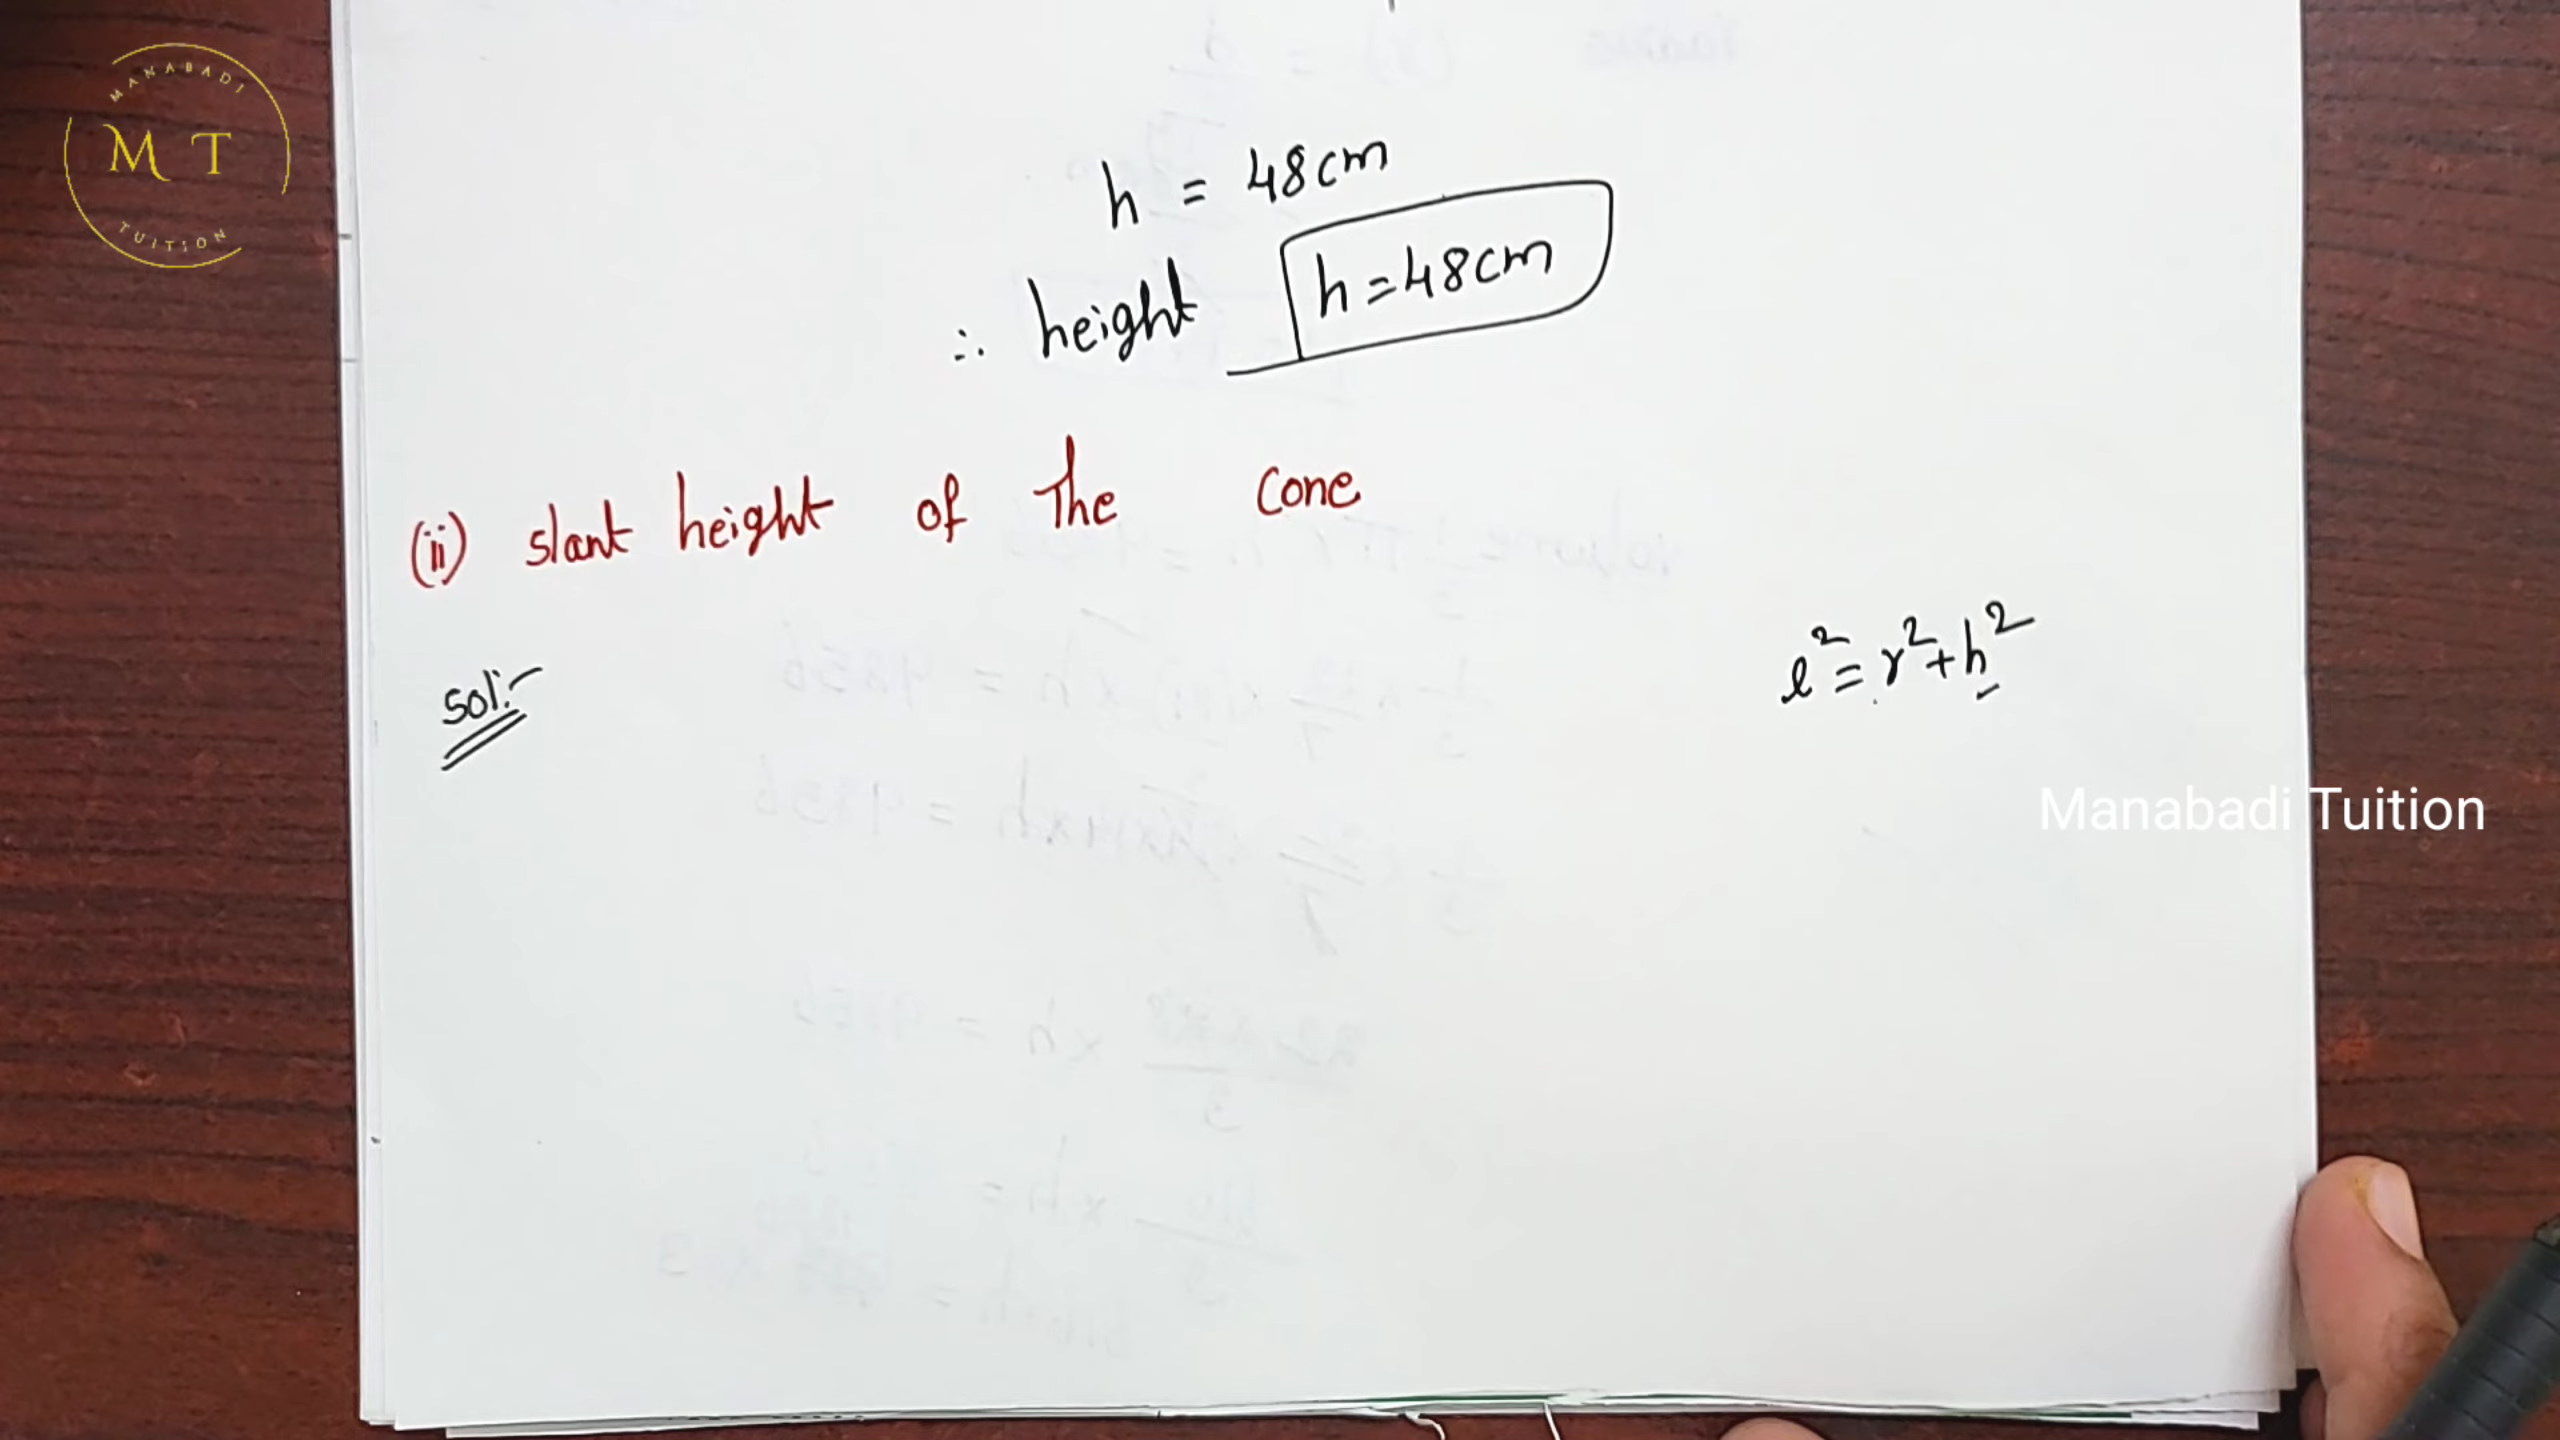 MANABADI
M T
TUITION
h = 48cm
∴ height h=48cm
(ii) slant height of The Cone
Sol:-
l²=r²+h²
Manabadi Tuition